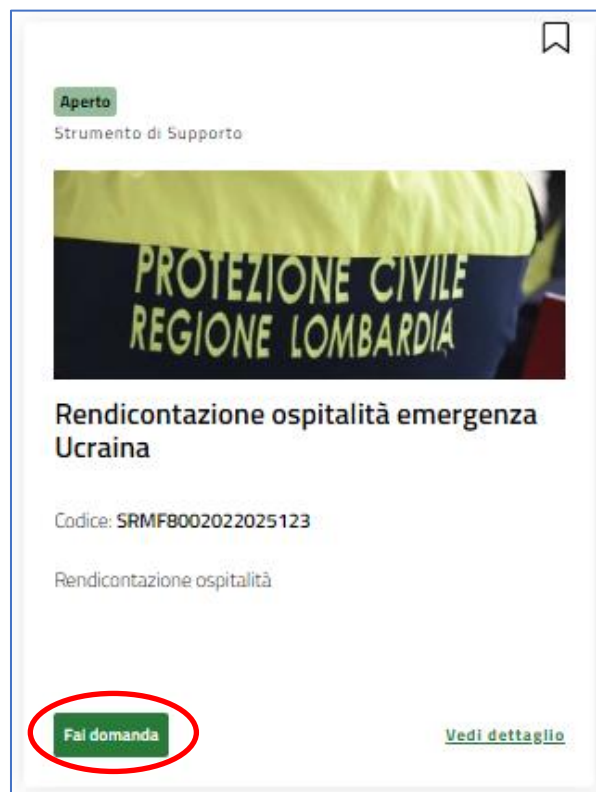 Aperto
Strumento di Supporto
PROTEZIONE CIVILE
REGIONE LOMBARDIA
Rendicontazione ospitalità emergenza
Ucraina
Codice: SRMF8002022025123
Rendicontazione ospitalità
Fai domanda
Vedi dettaglio